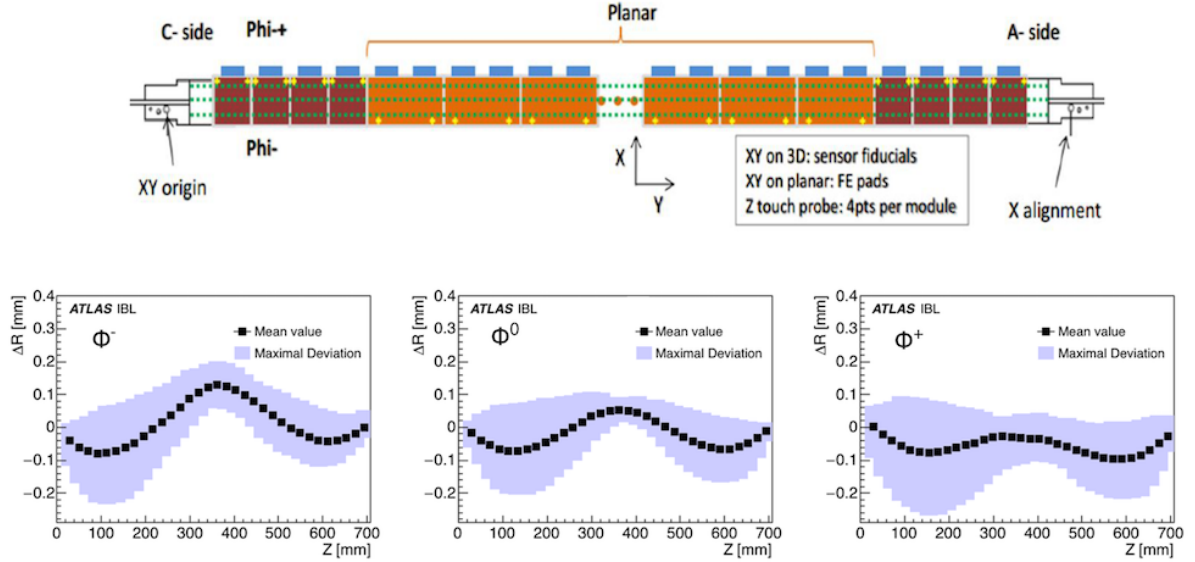 Planar
C- side
Phi-+
A- side
Phi-
XY origin
X
Y
XY on 3D: sensor fiducials
XY on planar: FE pads
Z touch probe: 4pts per module
X alignment
ΔR [mm]
0.4
0.3
0.2
0.1
0
−0.1
−0.2
ATLAS IBL
Φ-
Mean value
Maximal Deviation
0 100 200 300 400 500 600 700
Z [mm]
ΔR [mm]
0.4
0.3
0.2
0.1
0
−0.1
−0.2
ATLAS IBL
Φ0
Mean value
Maximal Deviation
0 100 200 300 400 500 600 700
Z [mm]
ΔR [mm]
0.4
0.3
0.2
0.1
0
−0.1
−0.2
ATLAS IBL
Φ+
Mean value
Maximal Deviation
0 100 200 300 400 500 600 700
Z [mm]